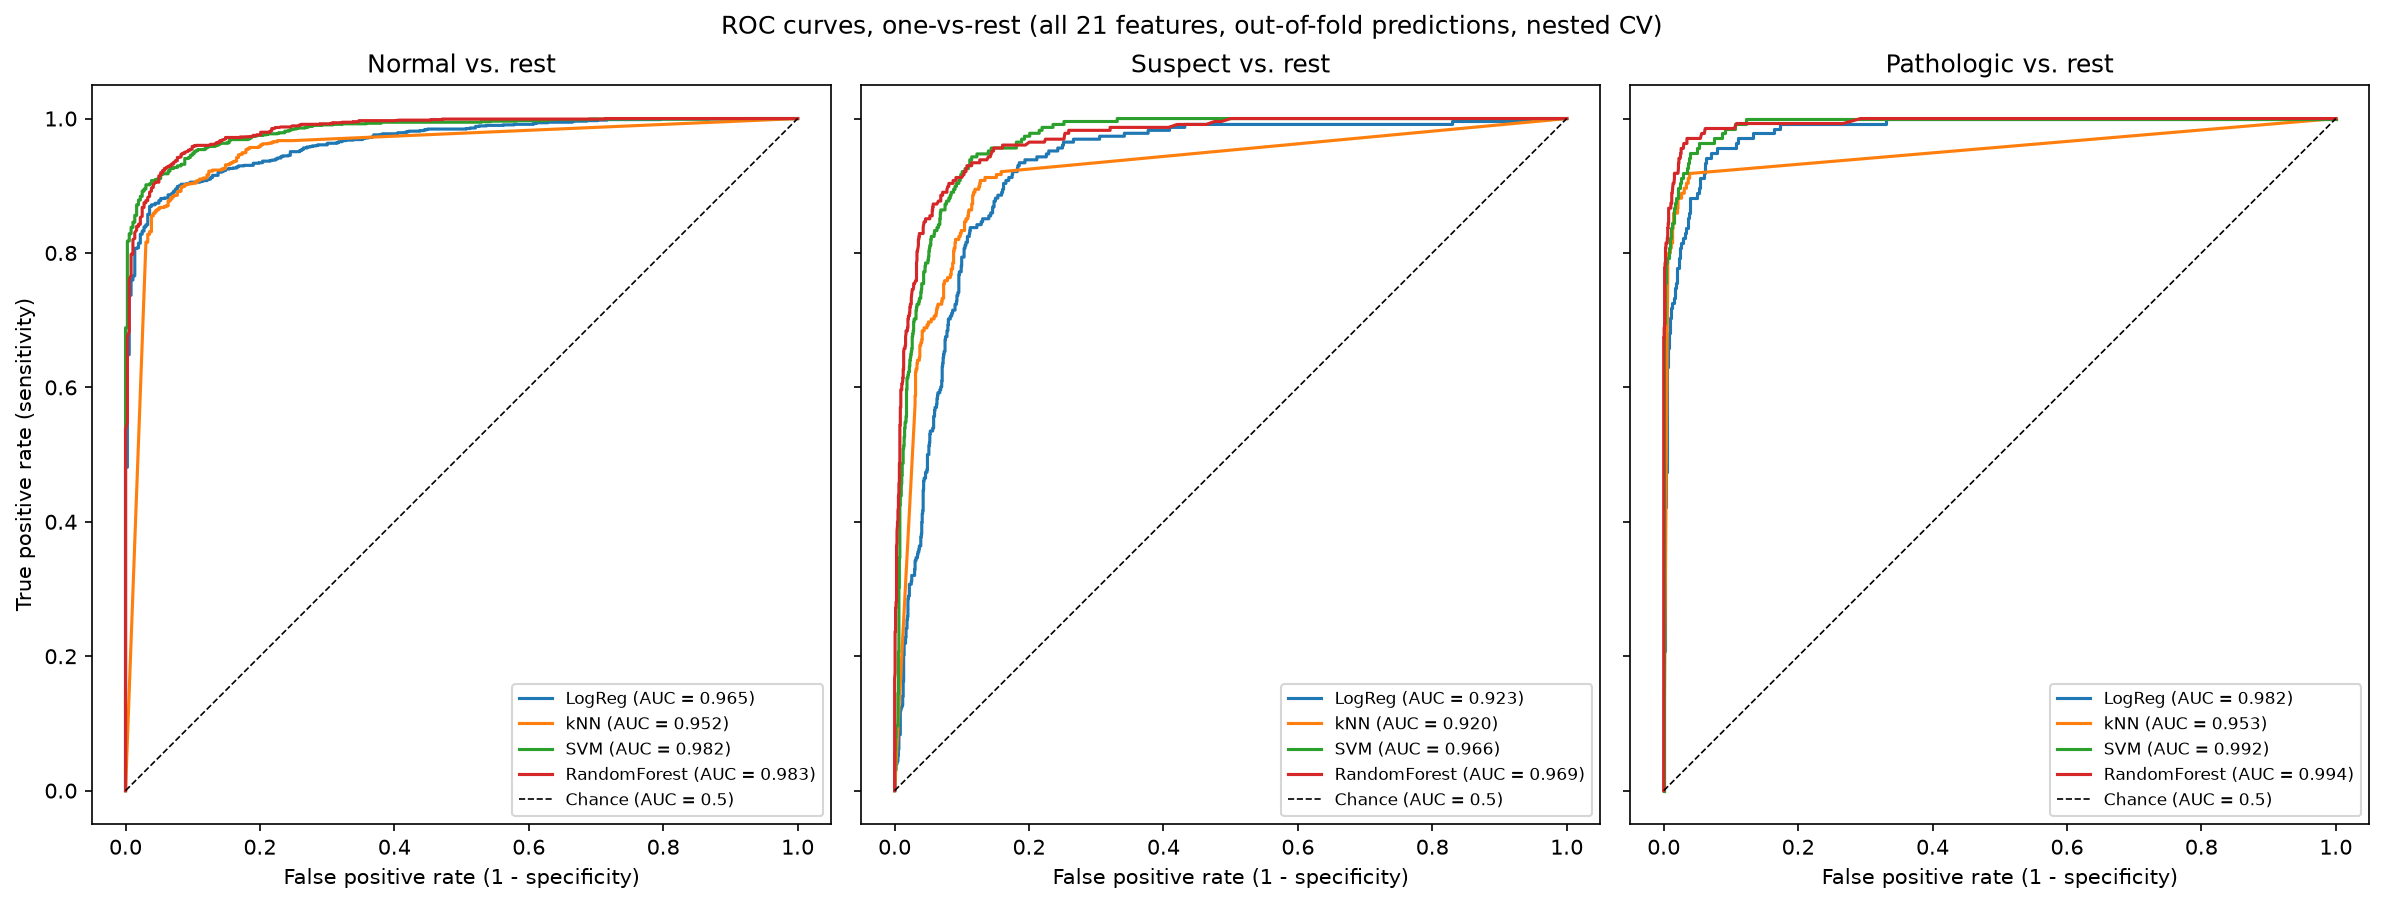 ROC curves, one-vs-rest (all 21 features, out-of-fold predictions, nested CV)
Normal vs. rest
True positive rate (sensitivity)
1.0
0.8
0.6
0.4
0.2
0.0
LogReg (AUC = 0.965)
kNN (AUC = 0.952)
SVM (AUC = 0.982)
RandomForest (AUC = 0.983)
Chance (AUC = 0.5)
0.0 0.2 0.4 0.6 0.8 1.0
False positive rate (1 - specificity)
Suspect vs. rest
LogReg (AUC = 0.923)
kNN (AUC = 0.920)
SVM (AUC = 0.966)
RandomForest (AUC = 0.969)
Chance (AUC = 0.5)
0.0 0.2 0.4 0.6 0.8 1.0
False positive rate (1 - specificity)
Pathologic vs. rest
LogReg (AUC = 0.982)
kNN (AUC = 0.953)
SVM (AUC = 0.992)
RandomForest (AUC = 0.994)
Chance (AUC = 0.5)
0.0 0.2 0.4 0.6 0.8 1.0
False positive rate (1 - specificity)